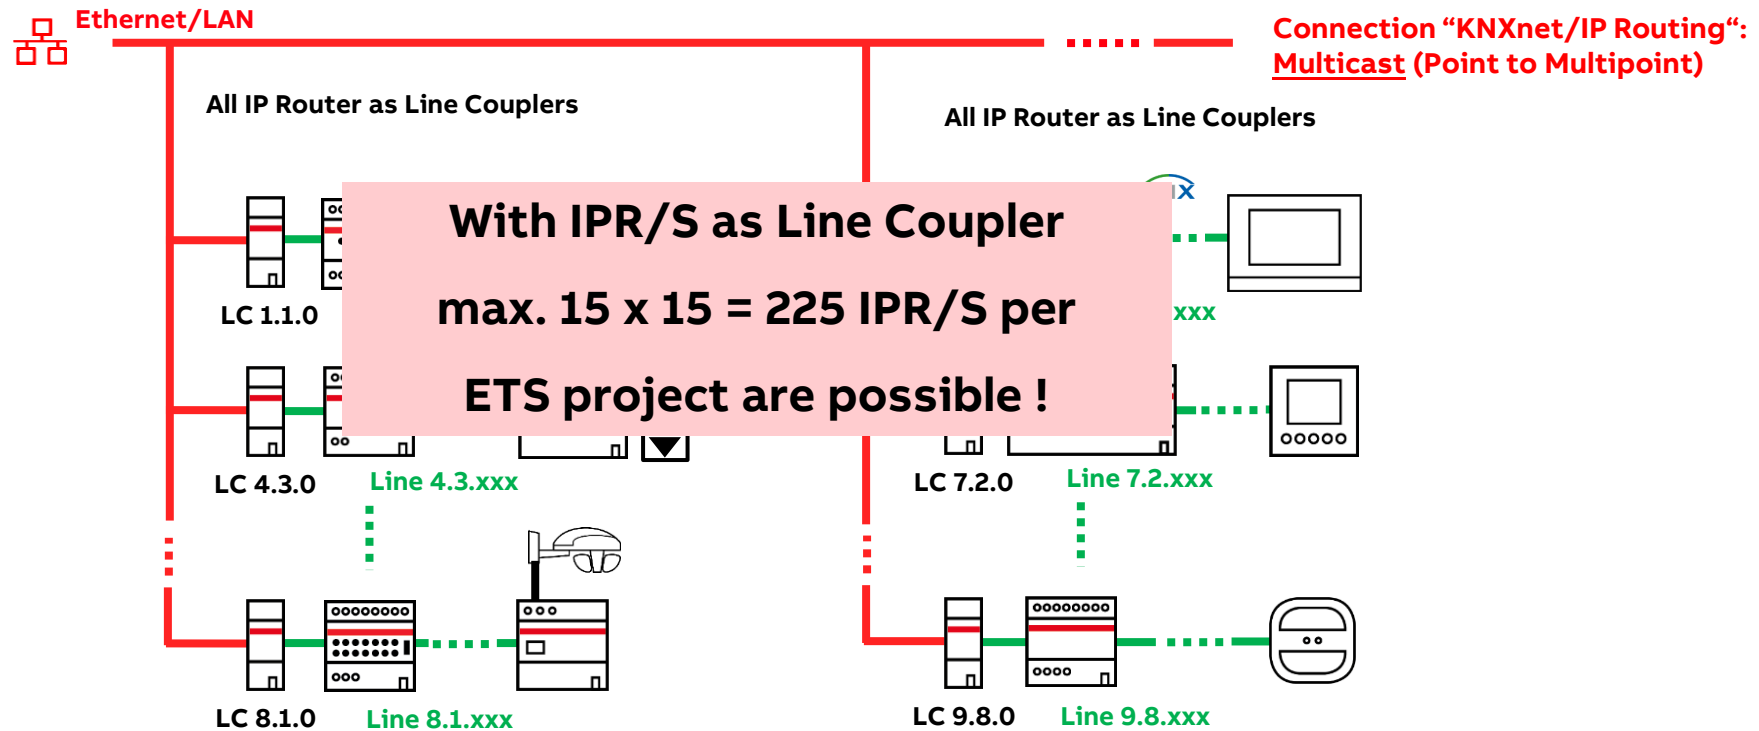 Ethernet/LAN
Connection “KNXnet/IP Routing“:
Multicast (Point to Multipoint)
All IP Router as Line Couplers
All IP Router as Line Couplers
With IPR/S as Line Coupler
max. 15 x 15 = 225 IPR/S per
ETS project are possible !
LC 1.1.0
xxx
LC 4.3.0
Line 4.3.xxx
LC 7.2.0
Line 7.2.xxx
LC 8.1.0
Line 8.1.xxx
LC 9.8.0
Line 9.8.xxx